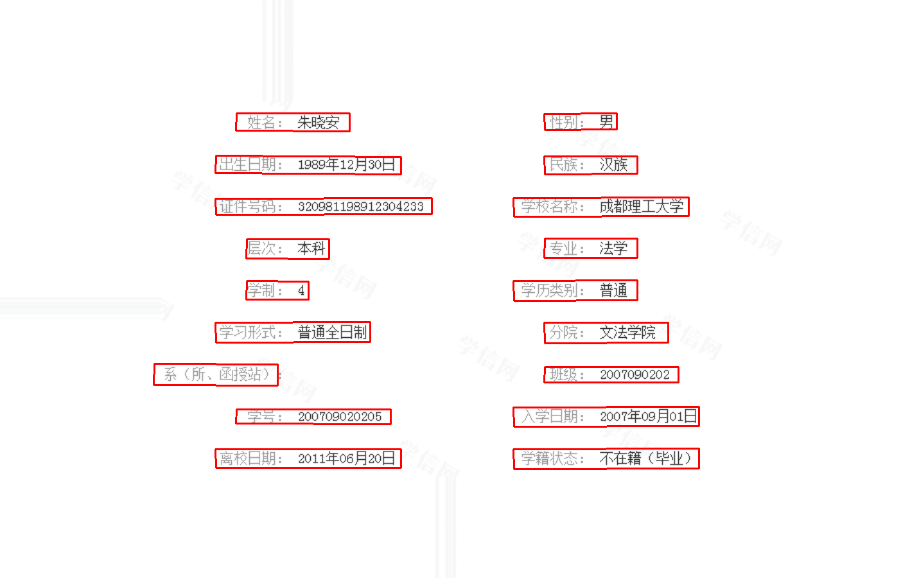 姓名： 朱晓安 性别： 男
出生日期： 1989年12月30日 民族： 汉族
证件号码： 320981198912304233 学校名称： 成都理工大学
层次： 本科 专业： 法学
学制： 4 学历类别： 普通
学习形式： 普通全日制 分院： 文法学院
系（所、函授站）： 班级： 2007090202
学号： 200709020205 入学日期： 2007年09月01日
离校日期： 2011年06月20日 学籍状态： 不在籍（毕业）
学信网
学信网
学信网
学信网
学信网
学信网
学信网
学信网